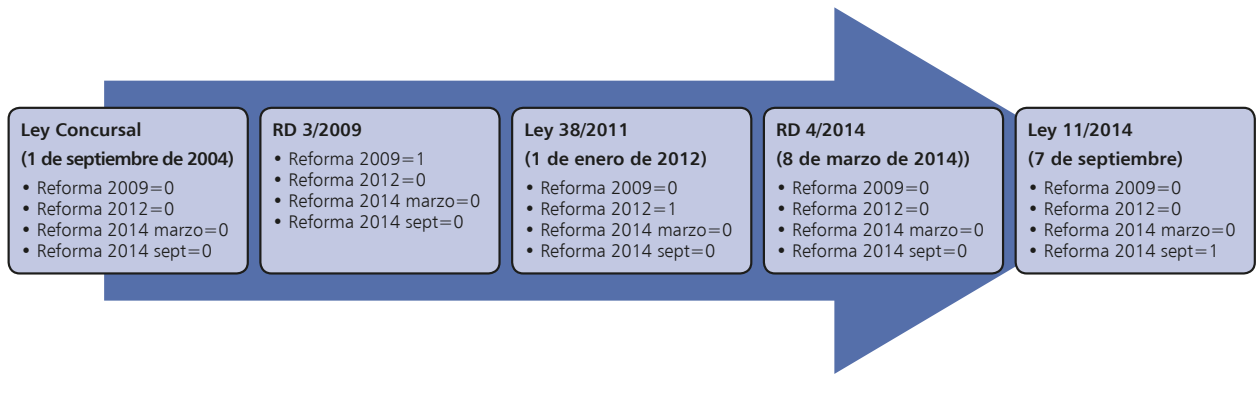 Ley Concursal
(1 de septiembre de 2004)
• Reforma 2009=0
• Reforma 2012=0
• Reforma 2014 marzo=0
• Reforma 2014 sept=0
RD 3/2009
• Reforma 2009=1
• Reforma 2012=0
• Reforma 2014 marzo=0
• Reforma 2014 sept=0
Ley 38/2011
(1 de enero de 2012)
• Reforma 2009=0
• Reforma 2012=1
• Reforma 2014 marzo=0
• Reforma 2014 sept=0
RD 4/2014
(8 de marzo de 2014))
• Reforma 2009=0
• Reforma 2012=0
• Reforma 2014 marzo=0
• Reforma 2014 sept=0
Ley 11/2014
(7 de septiembre)
• Reforma 2009=0
• Reforma 2012=0
• Reforma 2014 marzo=0
• Reforma 2014 sept=1